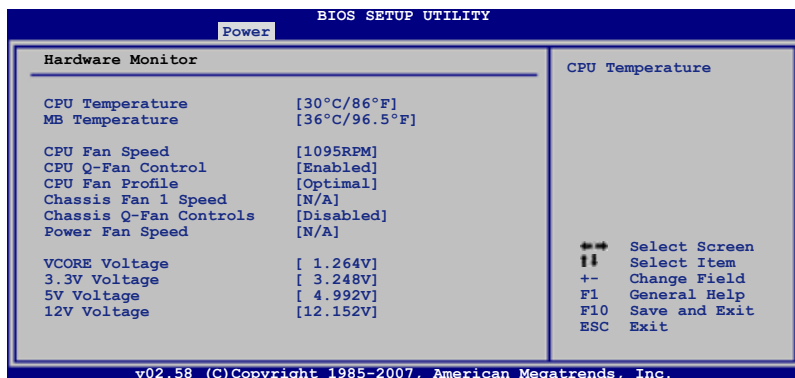 BIOS SETUP UTILITY
Power
Hardware Monitor
CPU Temperature [30°C/86°F]
MB Temperature [36°C/96.5°F]
CPU Fan Speed [1095RPM]
CPU Q-Fan Control [Enabled]
CPU Fan Profile [Optimal]
Chassis Fan 1 Speed [N/A]
Chassis Q-Fan Controls [Disabled]
Power Fan Speed [N/A]
VCORE Voltage [ 1.264V]
3.3V Voltage [ 3.248V]
5V Voltage [ 4.992V]
12V Voltage [12.152V]
CPU Temperature
←→ Select Screen
↑↓ Select Item
+- Change Field
F1 General Help
F10 Save and Exit
ESC Exit
v02.58 (C)Copyright 1985-2007, American Megatrends, Inc.